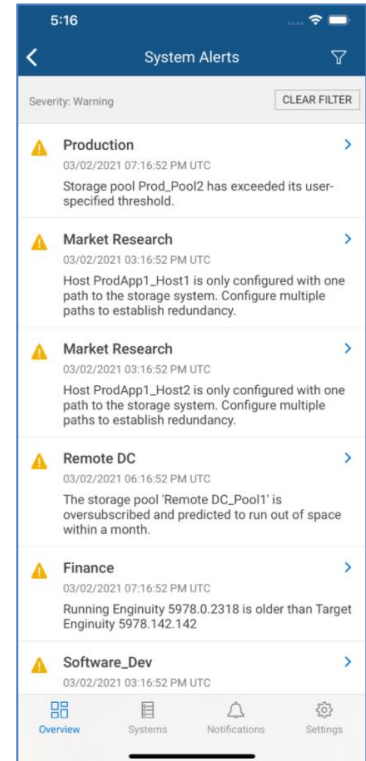 5:16
System Alerts
Severity: Warning
CLEAR FILTER
Production
03/02/2021 07:16:52 PM UTC
Storage pool Prod_Pool2 has exceeded its user-
specified threshold.
Market Research
03/02/2021 03:16:52 PM UTC
Host ProdApp1_Host1 is only configured with one
path to the storage system. Configure multiple
paths to establish redundancy.
Market Research
03/02/2021 03:16:52 PM UTC
Host ProdApp1_Host2 is only configured with one
path to the storage system. Configure multiple
paths to establish redundancy.
Remote DC
03/02/2021 06:16:52 PM UTC
The storage pool 'Remote DC_Pool1' is
oversubscribed and predicted to run out of space
within a month.
Finance
03/02/2021 07:16:52 PM UTC
Running Enginuity 5978.0.2318 is older than Target
Enginuity 5978.142.142
Software_Dev
03/02/2021 03:16:52 PM UTC
Overview Systems Notifications Settings